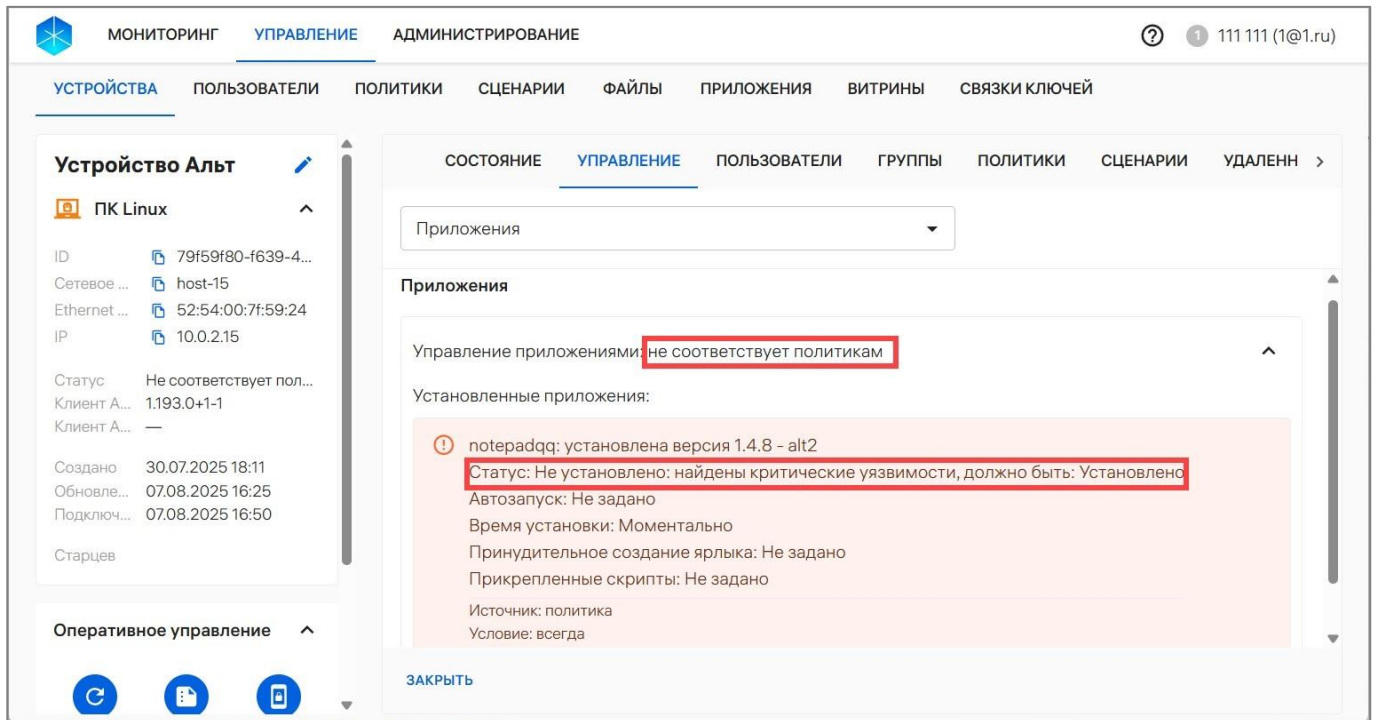 МОНИТОРИНГ УПРАВЛЕНИЕ АДМИНИСТРИРОВАНИЕ 1 111 111 (1@1.ru)
УСТРОЙСТВА ПОЛЬЗОВАТЕЛИ ПОЛИТИКИ СЦЕНАРИИ ФАЙЛЫ ПРИЛОЖЕНИЯ ВИТРИНЫ СВЯЗКИ КЛЮЧЕЙ
Устройство Альт
ПК Linux
ID 79f59f80-f639-4...
Сетевое ... host-15
Ethernet ... 52:54:00:7f:59:24
IP 10.0.2.15
Статус Не соответствует пол...
Клиент А... 1.193.0+1-1
Клиент А... —
Создано 30.07.2025 18:11
Обновле... 07.08.2025 16:25
Подключ... 07.08.2025 16:50
Старцев
Оперативное управление
СОСТОЯНИЕ УПРАВЛЕНИЕ ПОЛЬЗОВАТЕЛИ ГРУППЫ ПОЛИТИКИ СЦЕНАРИИ УДАЛЕНН
Приложения
Приложения
Управление приложениями: не соответствует политикам
Установленные приложения:
notepadqq: установлена версия 1.4.8 - alt2
Статус: Не установлено: найдены критические уязвимости, должно быть: Установлено
Автозапуск: Не задано
Время установки: Моментально
Принудительное создание ярлыка: Не задано
Прикрепленные скрипты: Не задано
Источник: политика
Условие: всегда
ЗАКРЫТЬ